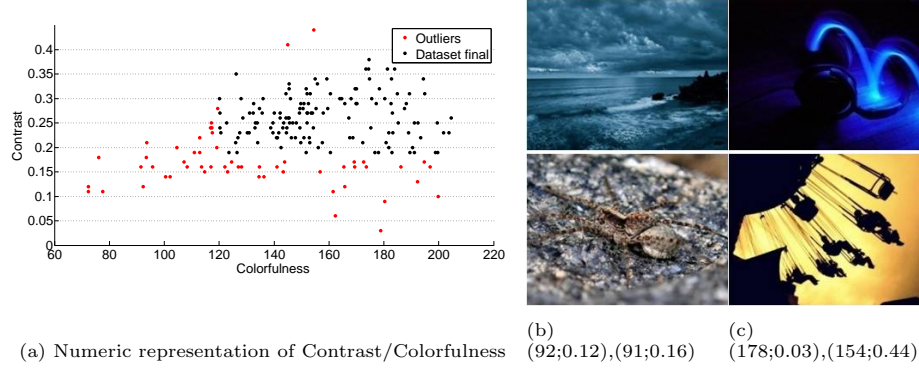 Outliers
Dataset final
Contrast
0.4
0.35
0.3
0.25
0.2
0.15
0.1
0.05
0
60 80 100 120 140 160 180 200 220
Colorfulness
(a) Numeric representation of Contrast/Colorfulness
(b)
(92;0.12),(91;0.16)
(c)
(178;0.03),(154;0.44)